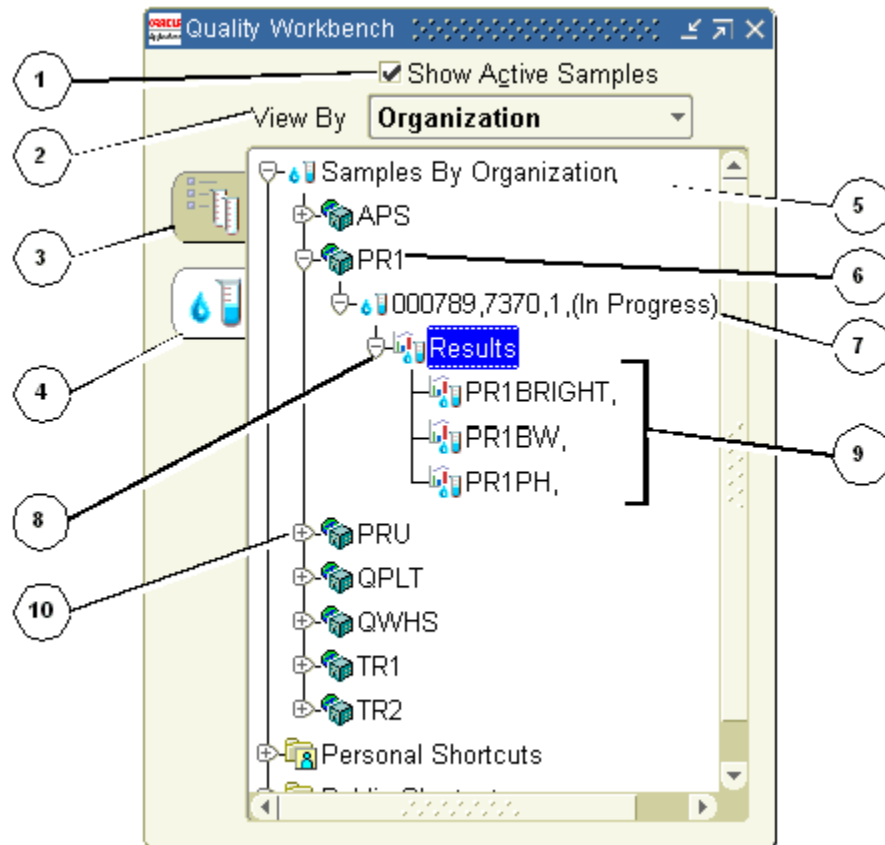 ORACLE Quality Workbench
1
Show Active Samples
2
View By Organization
Samples By Organization,
3
APS
5
PR1
6
000789,7370,1,(In Progress)
7
4
Results
PR1BRIGHT,
PR1BW,
9
PR1PH,
8
PRU
QPLT
10
QWHS
TR1
TR2
Personal Shortcuts